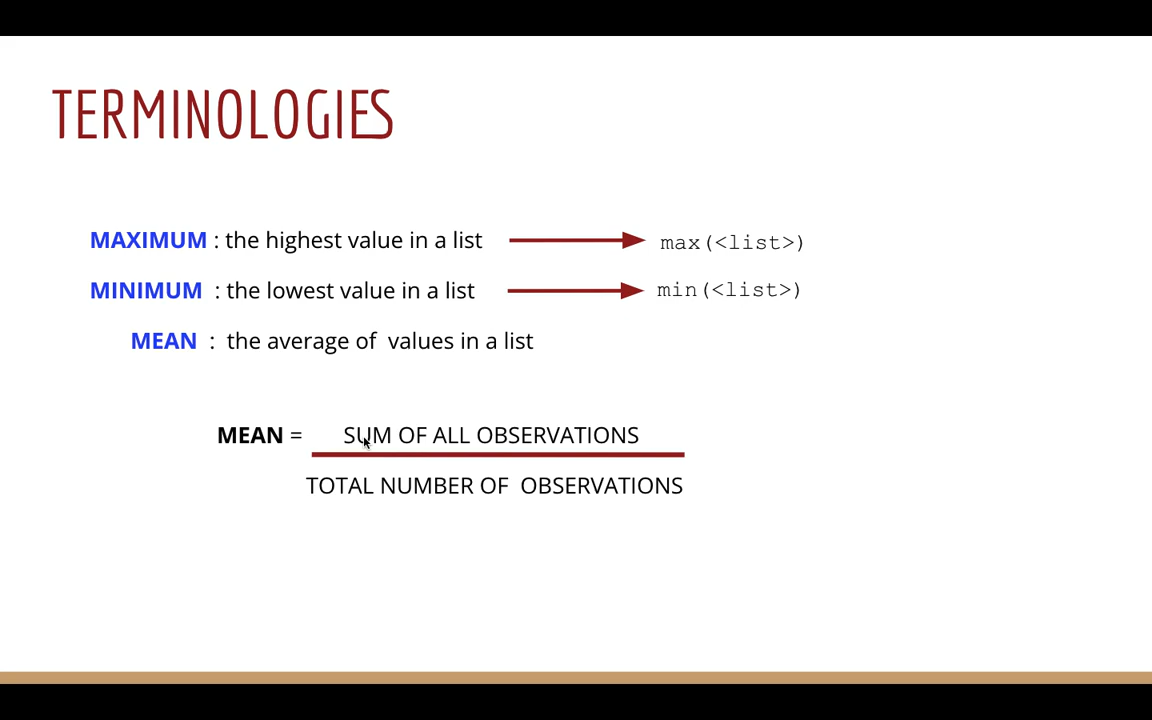 TERMINOLOGIES
MAXIMUM : the highest value in a list max(<list>)
MINIMUM : the lowest value in a list min(<list>)
MEAN : the average of values in a list
MEAN = SUM OF ALL OBSERVATIONS
TOTAL NUMBER OF OBSERVATIONS